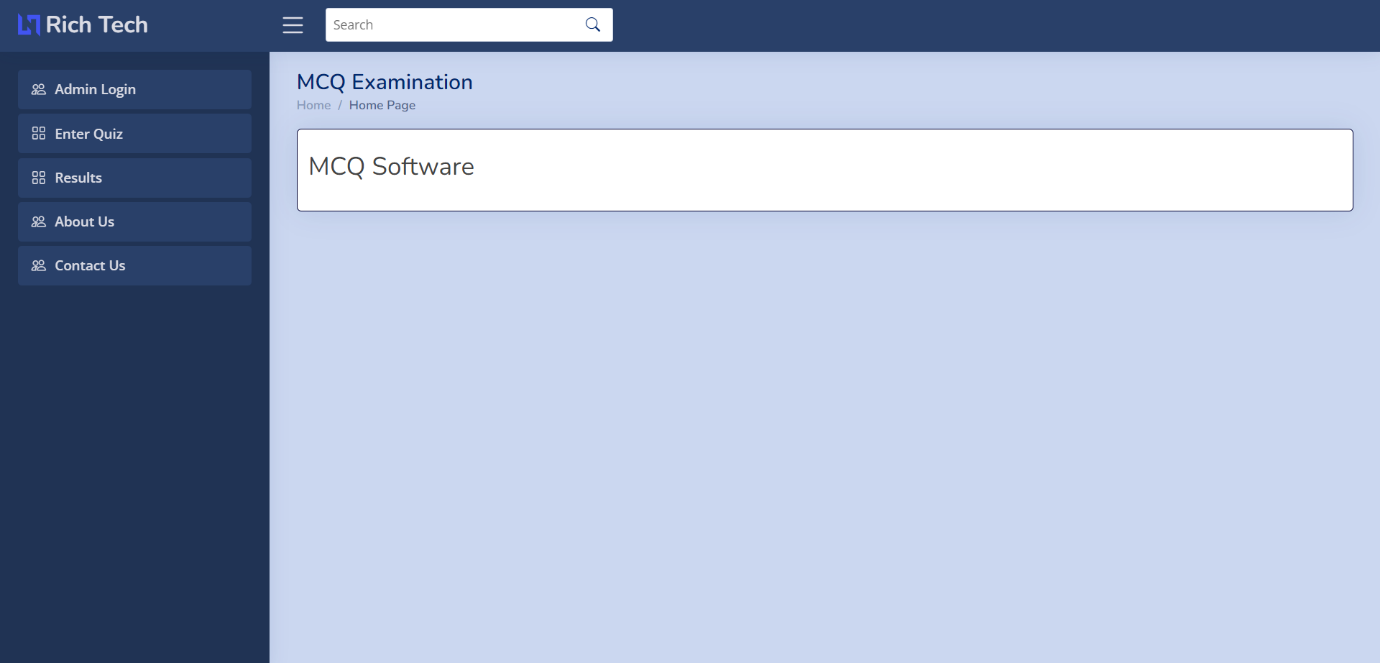 Rich Tech
Search
Admin Login
Enter Quiz
Results
About Us
Contact Us
MCQ Examination
Home / Home Page
MCQ Software